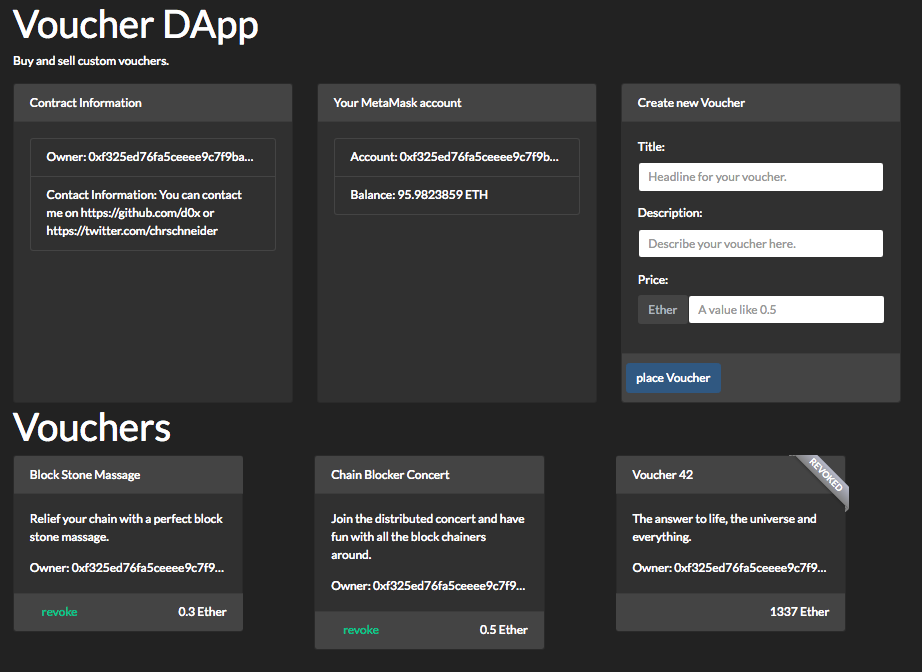 Voucher DApp
Buy and sell custom vouchers.
Contract Information
Owner: 0xf325ed76fa5ceeee9c7f9ba...
Contact Information: You can contact
me on https://github.com/d0x or
https://twitter.com/chrschneider
Your MetaMask account
Account: 0xf325ed76fa5ceeee9c7f9b...
Balance: 95.9823859 ETH
Create new Voucher
Title:
Headline for your voucher.
Description:
Describe your voucher here.
Price:
Ether
A value like 0.5
place Voucher
Vouchers
Block Stone Massage
Relief your chain with a perfect block
stone massage.
Owner: 0xf325ed76fa5ceeee9c7f9...
revoke
0.3 Ether
Chain Blocker Concert
Join the distributed concert and have
fun with all the block chainers
around.
Owner: 0xf325ed76fa5ceeee9c7f9...
revoke
0.5 Ether
Voucher 42
REVOKED
The answer to life, the universe and
everything.
Owner: 0xf325ed76fa5ceeee9c7f9...
1337 Ether